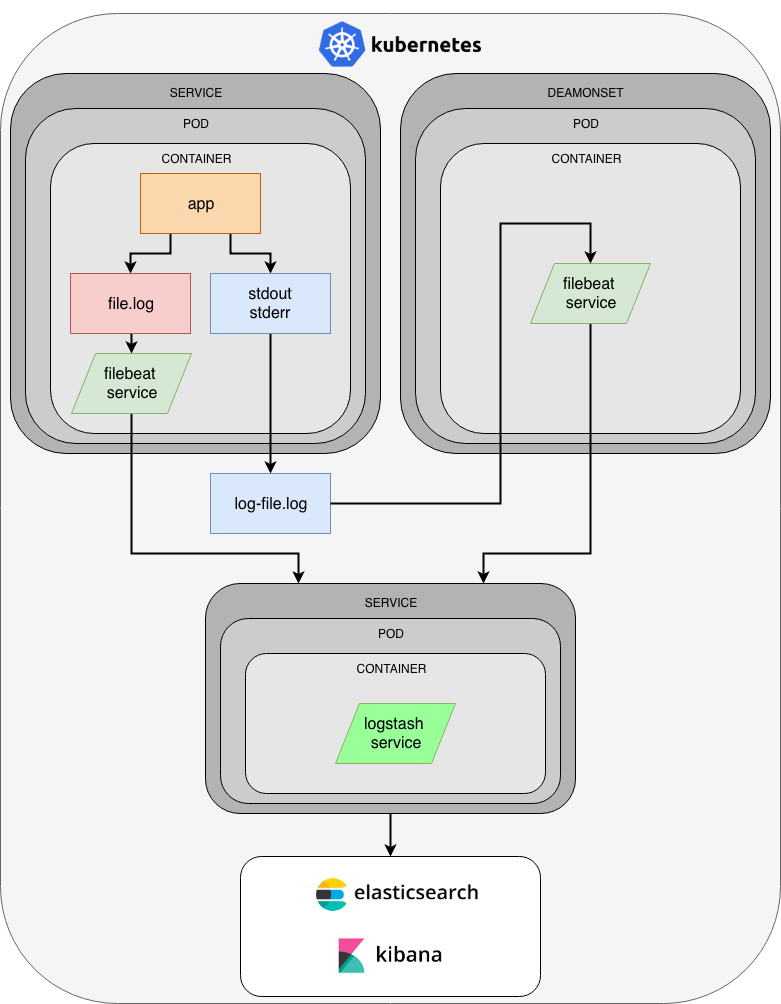 kubernetes
SERVICE
POD
CONTAINER
app
file.log
stdout
stderr
filebeat
service
DEAMONSET
POD
CONTAINER
filebeat
service
log-file.log
SERVICE
POD
CONTAINER
logstash
service
elasticsearch
kibana